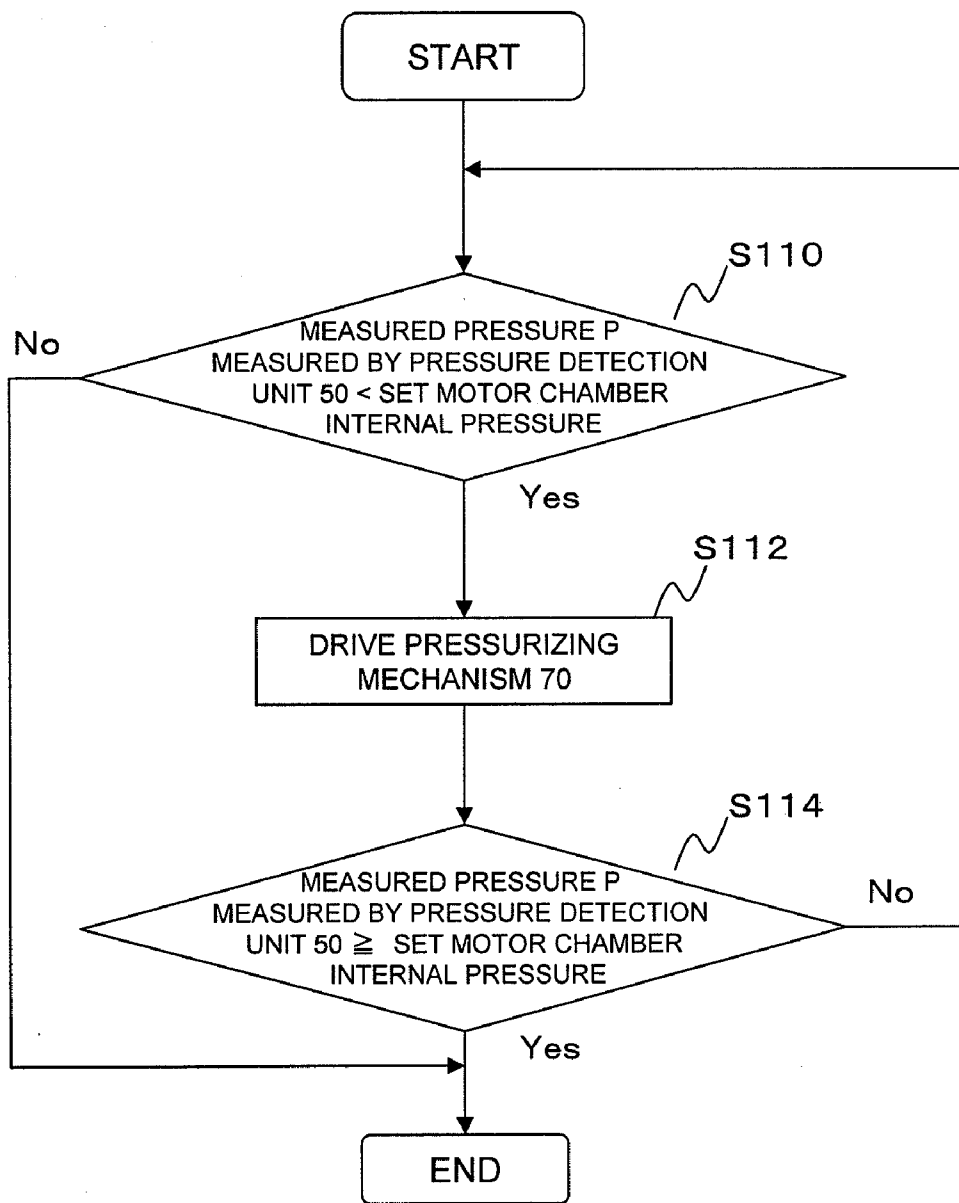 START
S110
No
MEASURED PRESSURE P
MEASURED BY PRESSURE DETECTION
UNIT 50 < SET MOTOR CHAMBER
INTERNAL PRESSURE
Yes
S112
DRIVE PRESSURIZING
MECHANISM 70
S114
MEASURED PRESSURE P
MEASURED BY PRESSURE DETECTION
UNIT 50 ≧ SET MOTOR CHAMBER
INTERNAL PRESSURE
No
Yes
END